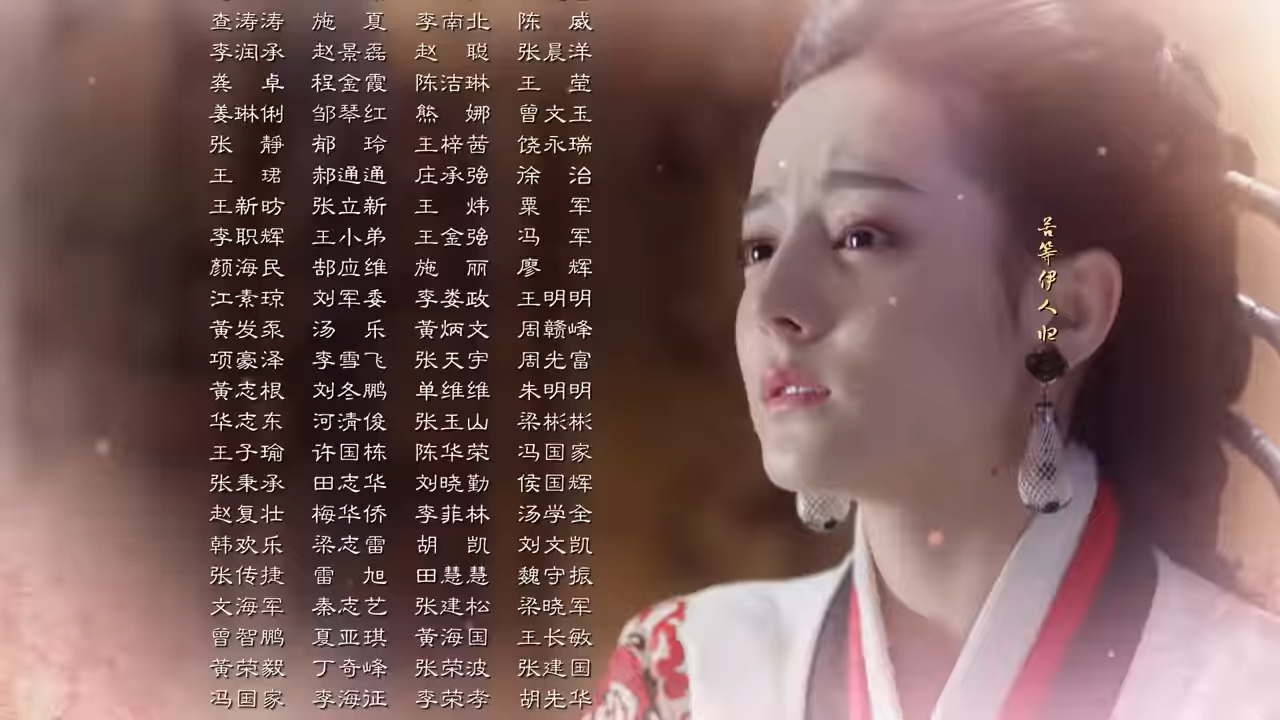 查涛涛 施 夏 李南北 陈 威
李润承 赵景磊 赵 聪 张晨洋
龚 卓 程金霞 陈洁琳 王 莹
姜琳俐 邹琴红 熊 娜 曾文玉
张 静 郁 玲 王梓茜 饶永瑞
王 珺 郝通通 庄承强 徐 治
王新昉 张立新 王 炜 粟 军
李职辉 王小弟 王金强 冯 军
颜海民 郜应维 施 丽 廖 辉
江素琼 刘军委 李娄政 王明明
黄发泵 汤 乐 黄炳文 周赣峰
项豪泽 李雪飞 张天宇 周光富
黄志根 刘冬鹏 单维维 朱明明
华志东 河清俊 张玉山 梁彬彬
王子瑜 许国栋 陈华荣 冯国家
张秉承 田志华 刘晓勤 侯国辉
赵复壮 梅华侨 李菲林 汤学全
韩欢乐 梁志雷 胡 凯 刘文凯
张传捷 雷 旭 田慧慧 魏守振
文海军 秦志艺 张建松 梁晓军
曾智鹏 夏亚琪 黄海国 王长敏
黄荣毅 丁奇峰 张荣波 张建国
冯国家 李海证 李荣孝 胡先华
苦等伊人归